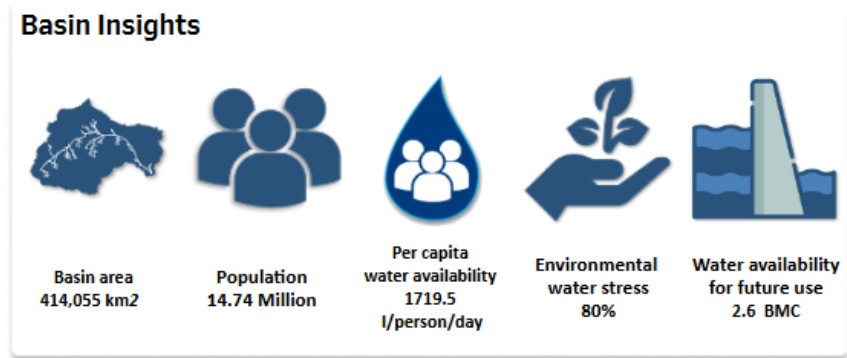 Basin Insights
Basin area
414,055 km2
Population
14.74 Million
Per capita
water availability
1719.5
l/person/day
Environmental
water stress
80%
Water availability
for future use
2.6 BMC